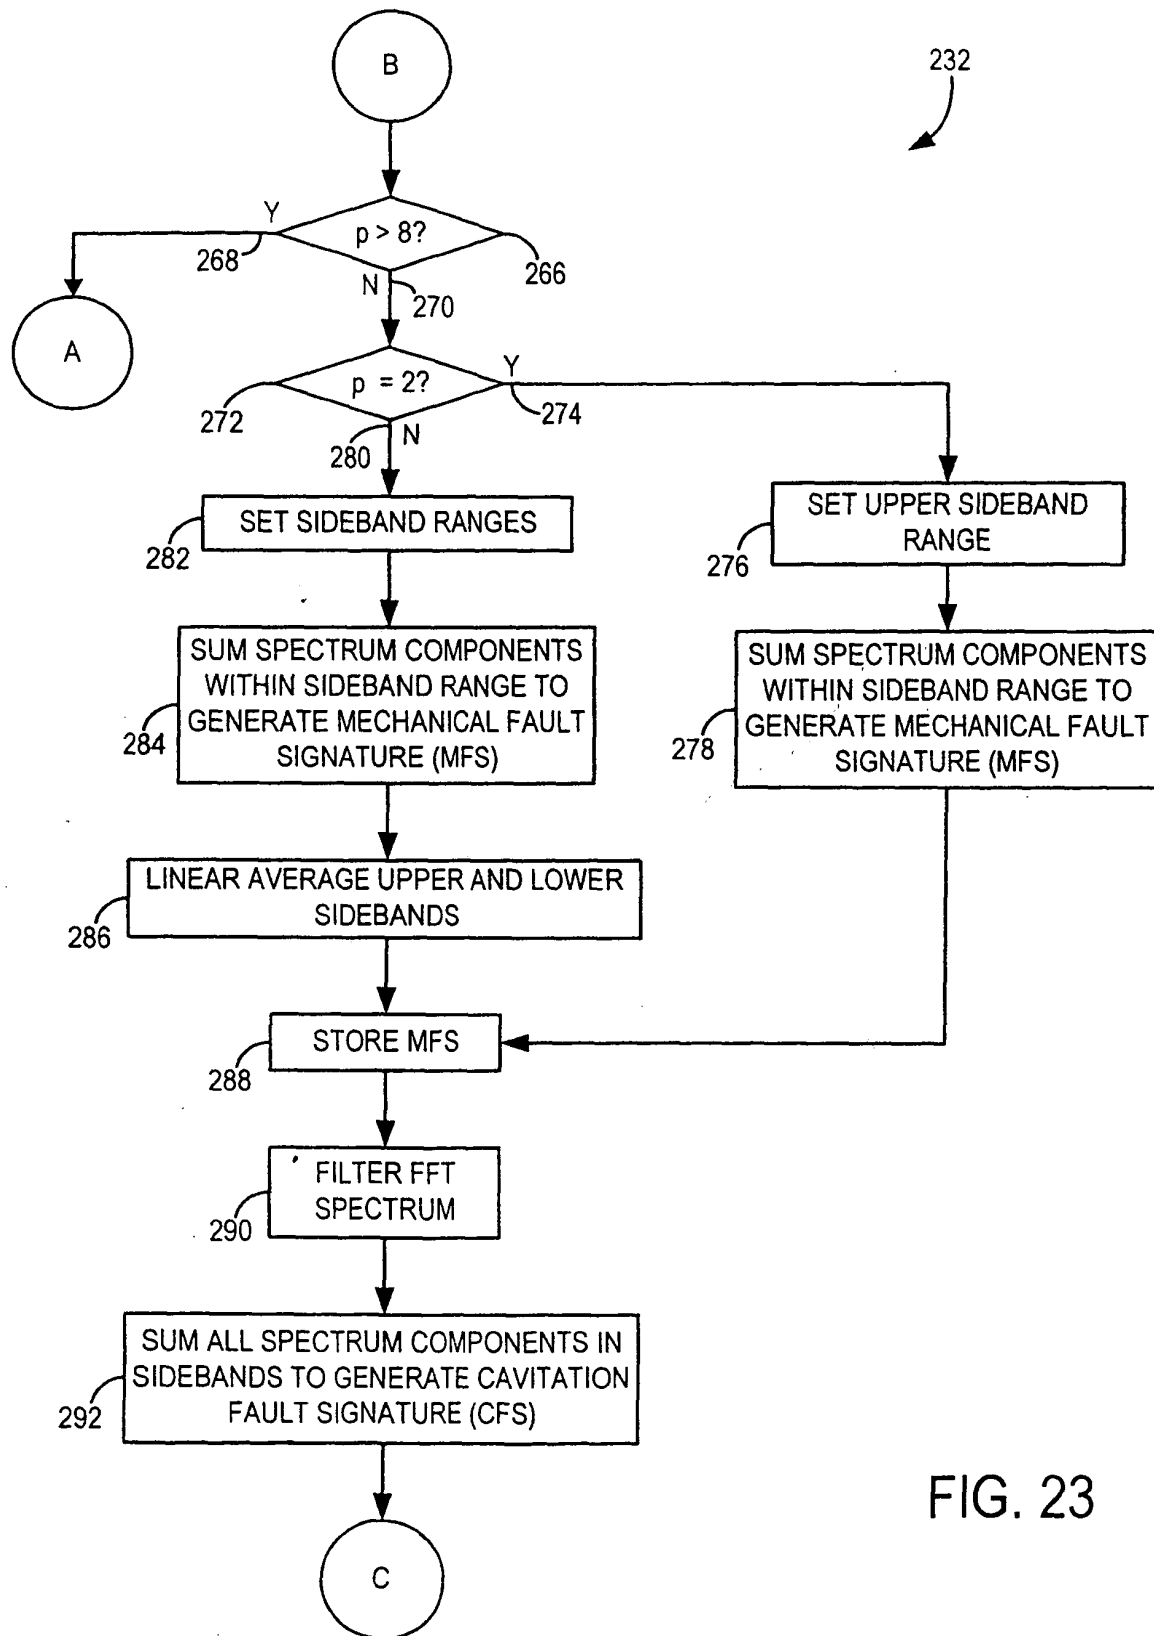 B
232
Y
p > 8?
268
266
N
270
A
Y
p = 2?
272
274
280
N
SET SIDEBAND RANGES
282
SET UPPER SIDEBAND
RANGE
276
SUM SPECTRUM COMPONENTS
WITHIN SIDEBAND RANGE TO
GENERATE MECHANICAL FAULT
SIGNATURE (MFS)
284
SUM SPECTRUM COMPONENTS
WITHIN SIDEBAND RANGE TO
GENERATE MECHANICAL FAULT
SIGNATURE (MFS)
278
LINEAR AVERAGE UPPER AND LOWER
SIDEBANDS
286
STORE MFS
288
FILTER FFT
SPECTRUM
290
SUM ALL SPECTRUM COMPONENTS IN
SIDEBANDS TO GENERATE CAVITATION
FAULT SIGNATURE (CFS)
292
FIG. 23
C